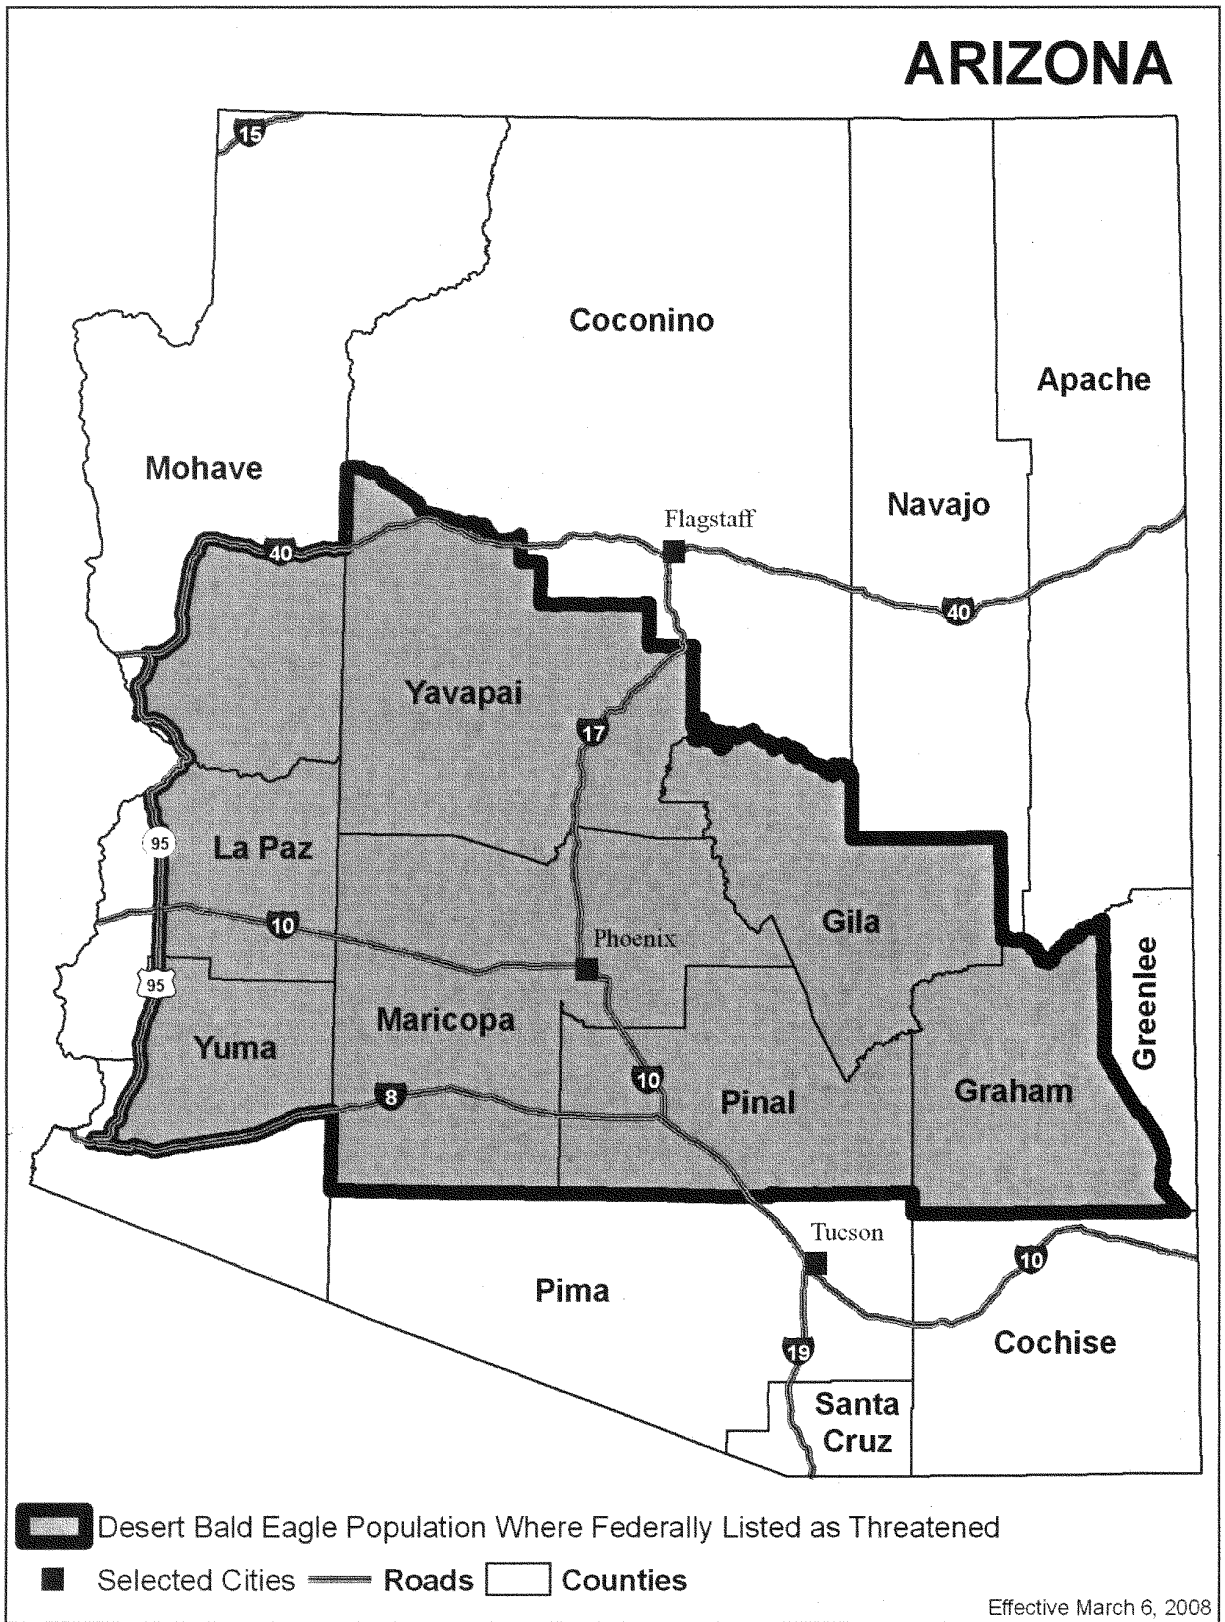 ARIZONA
15
Coconino
Apache
Mohave
Navajo
Flagstaff
40
40
Yavapai
17
95
La Paz
10
Gila
Phoenix
95
Greenlee
Maricopa
Yuma
10
8
Pinal
Graham
Tucson
10
Pima
Cochise
19
Santa
Cruz
Desert Bald Eagle Population Where Federally Listed as Threatened
Selected Cities Roads Counties
Effective March 6, 2008